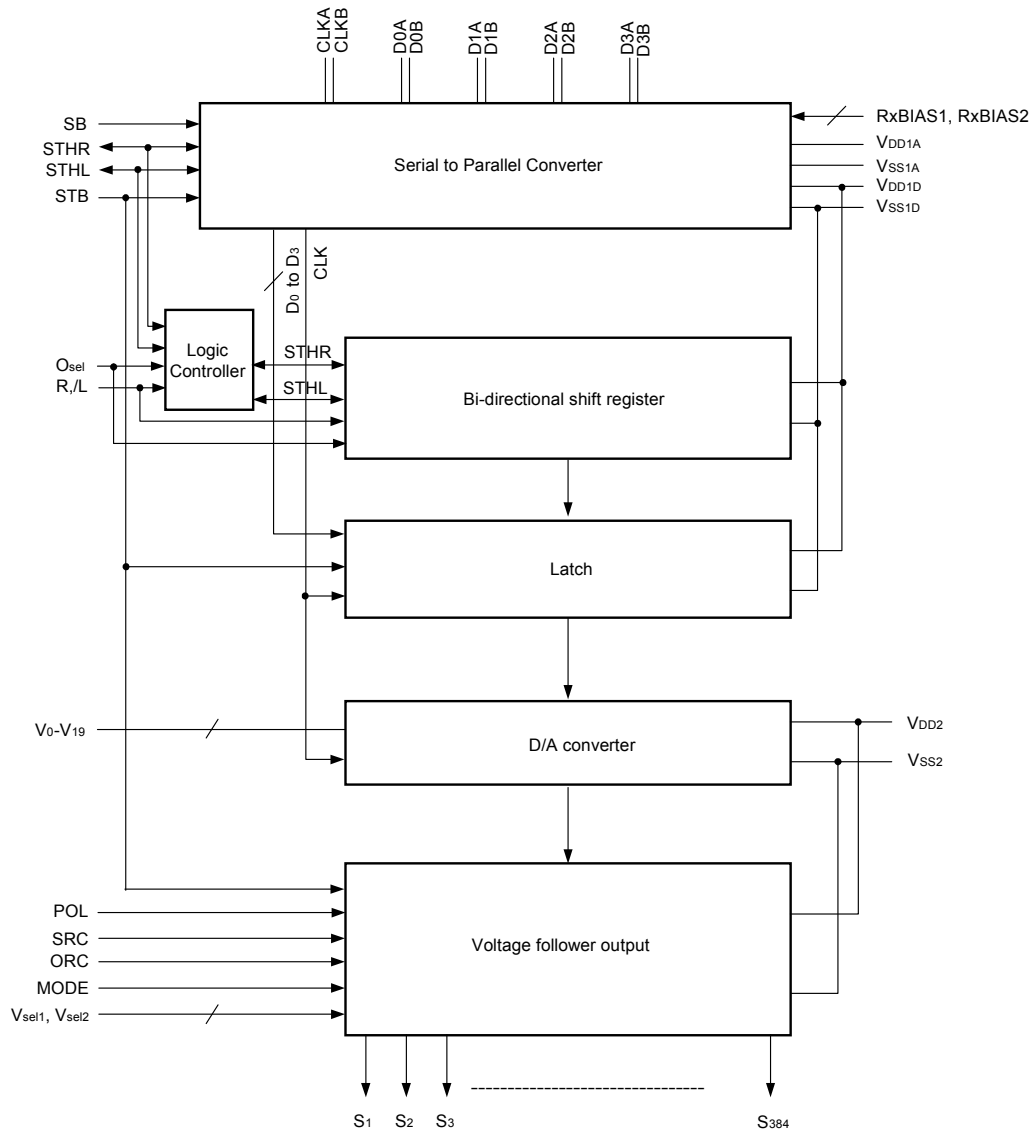 CLKA
CLKB
D0A
D0B
D1A
D1B
D2A
D2B
D3A
D3B
SB
STHR
STHL
STB
Serial to Parallel Converter
RxBIAS1, RxBIAS2
VDD1A
VSS1A
VDD1D
VSS1D
D0 to D3
CLK
Osel
R,/L
Logic
Controller
STHR
STHL
Bi-directional shift register
Latch
V0-V19
D/A converter
VDD2
VSS2
POL
SRC
ORC
MODE
Vsel1, Vsel2
Voltage follower output
S1
S2
S3
S384